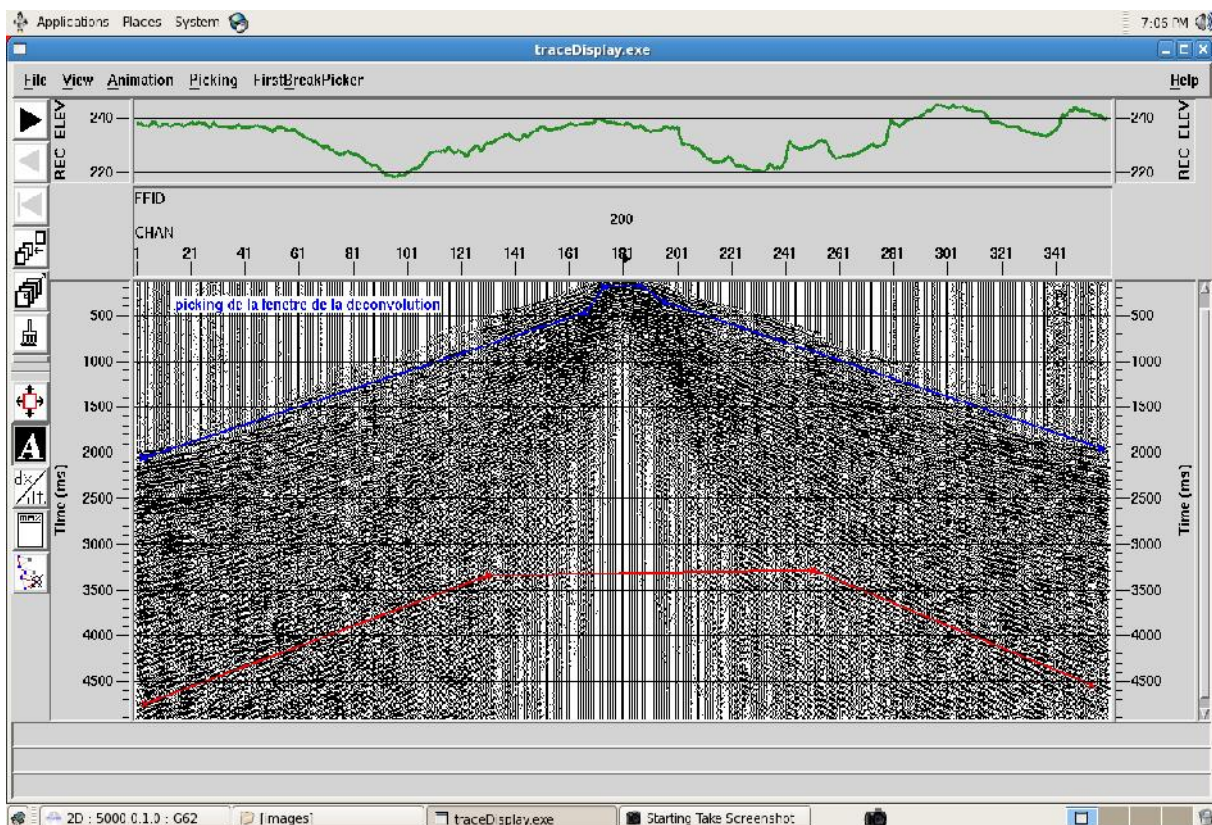 Applications Places System
7:06 PM
traceDisplay.exe
File View Animation Picking FirstBreakPicker Help
REC ELEV
240
220
240
220
REC ELEV
FFID
200
CHAN
1 21 41 61 81 101 121 141 161 181 201 221 241 261 281 301 321 341
picking de la fenetre de la deconvolution
Time (ms)
500
1000
1500
2000
2500
3000
3500
4000
4500
500
1000
1500
2000
2500
3000
3500
4000
4500
Time (ms)
A
dx/
max
2D : 5000 0.1.0 : G62 [Images] traceDisplay.exe Starting Take Screenshot